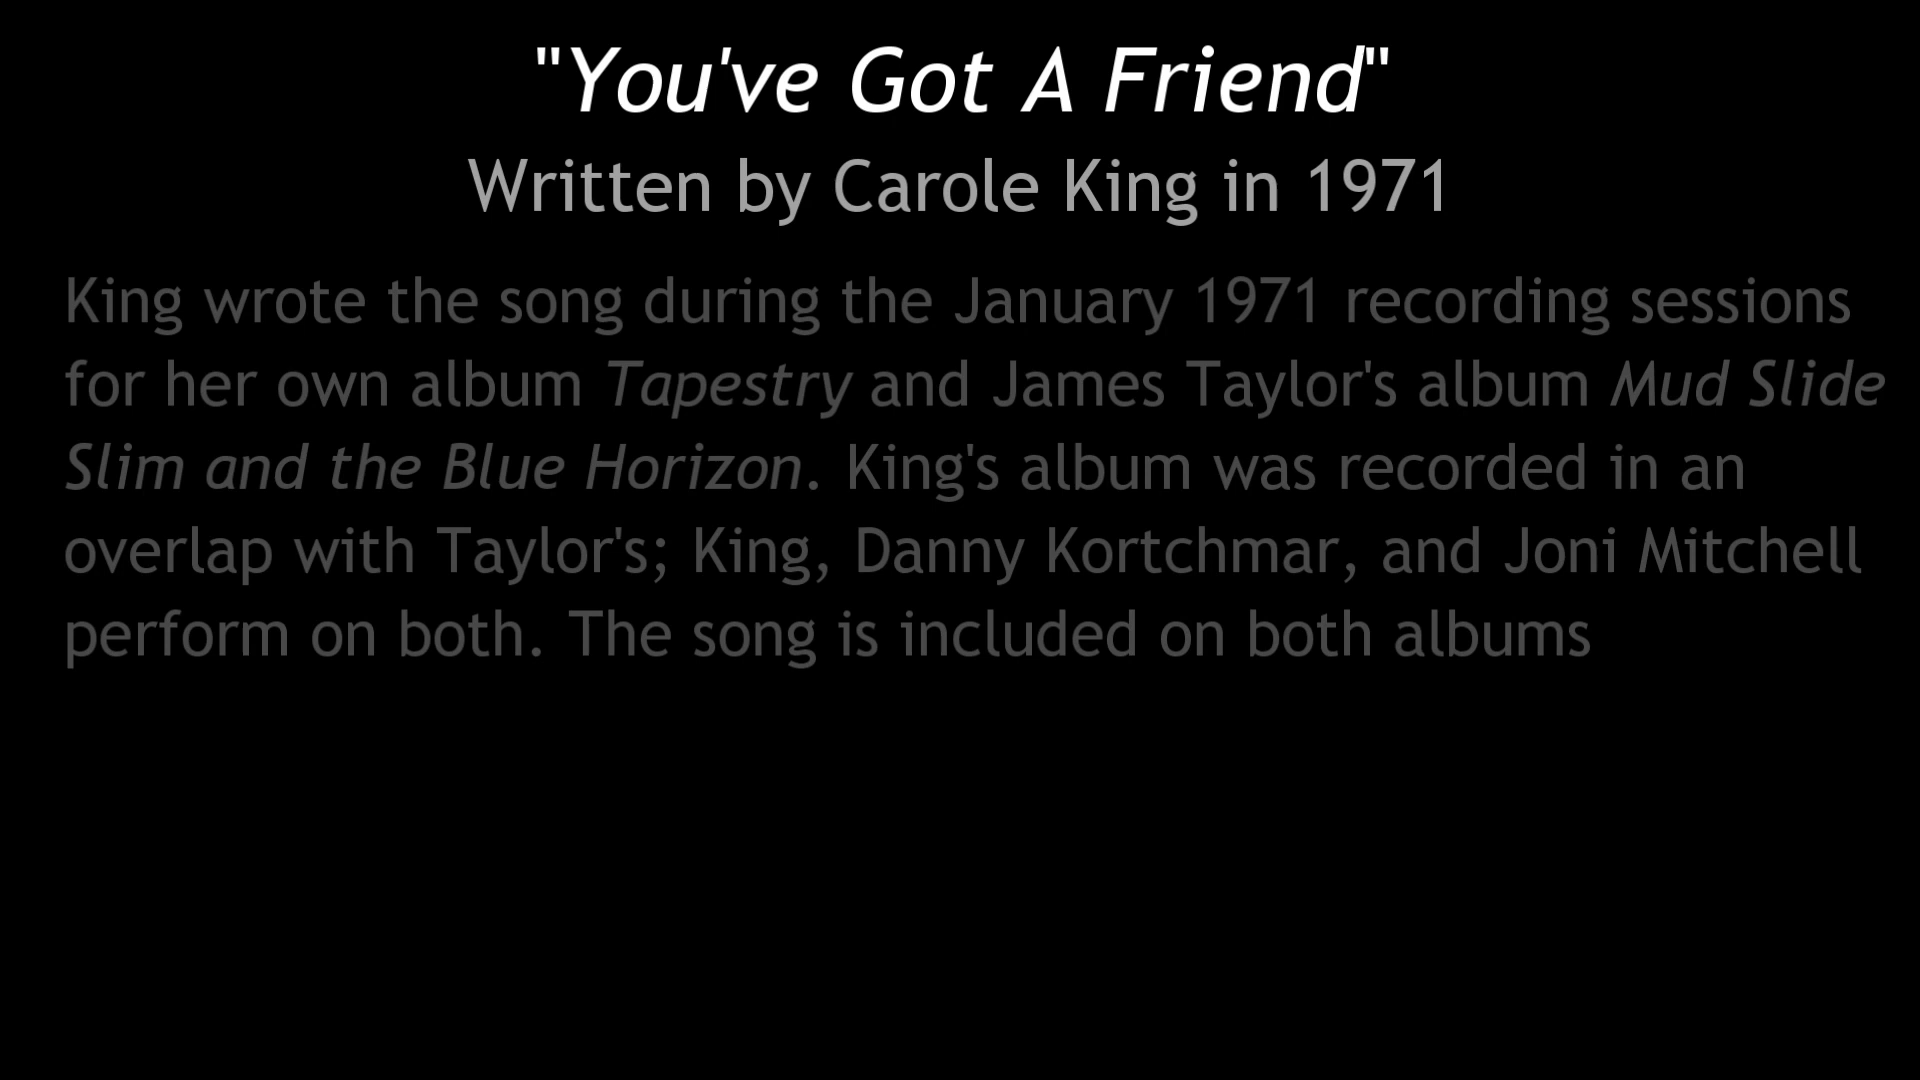 "You've Got A Friend"
Written by Carole King in 1971
King wrote the song during the January 1971 recording sessions
for her own album Tapestry and James Taylor's album Mud Slide
Slim and the Blue Horizon. King's album was recorded in an
overlap with Taylor's; King, Danny Kortchmar, and Joni Mitchell
perform on both. The song is included on both albums